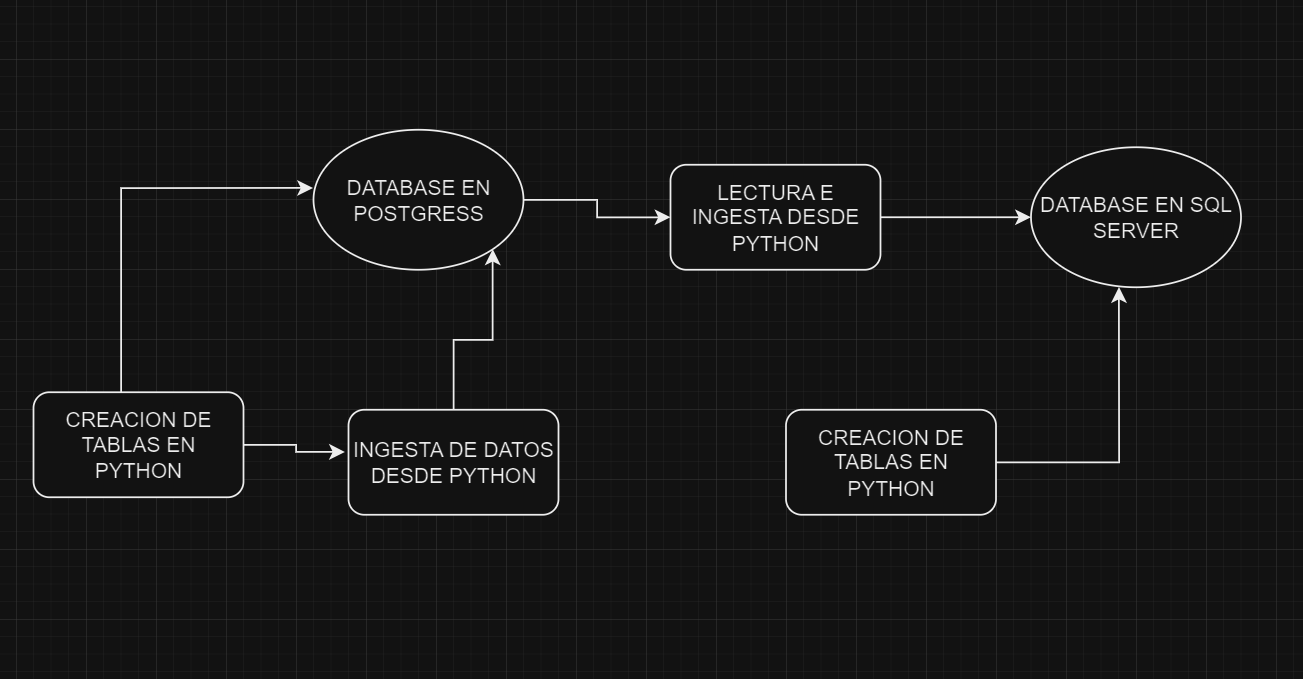 DATABASE EN
POSTGRESS
LECTURA E
INGESTA DESDE
PYTHON
DATABASE EN SQL
SERVER
CREACION DE
TABLAS EN
PYTHON
INGESTA DE DATOS
DESDE PYTHON
CREACION DE
TABLAS EN
PYTHON